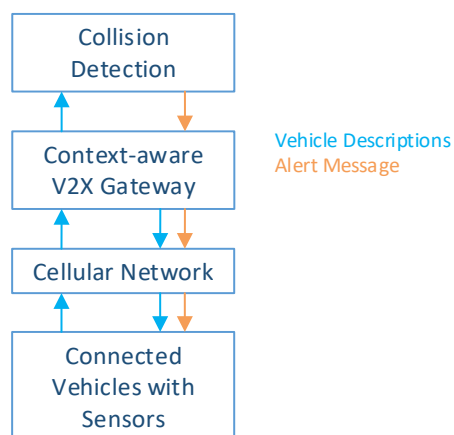 Collision
Detection
Context-aware
V2X Gateway
Vehicle Descriptions
Alert Message
Cellular Network
Connected
Vehicles with
Sensors